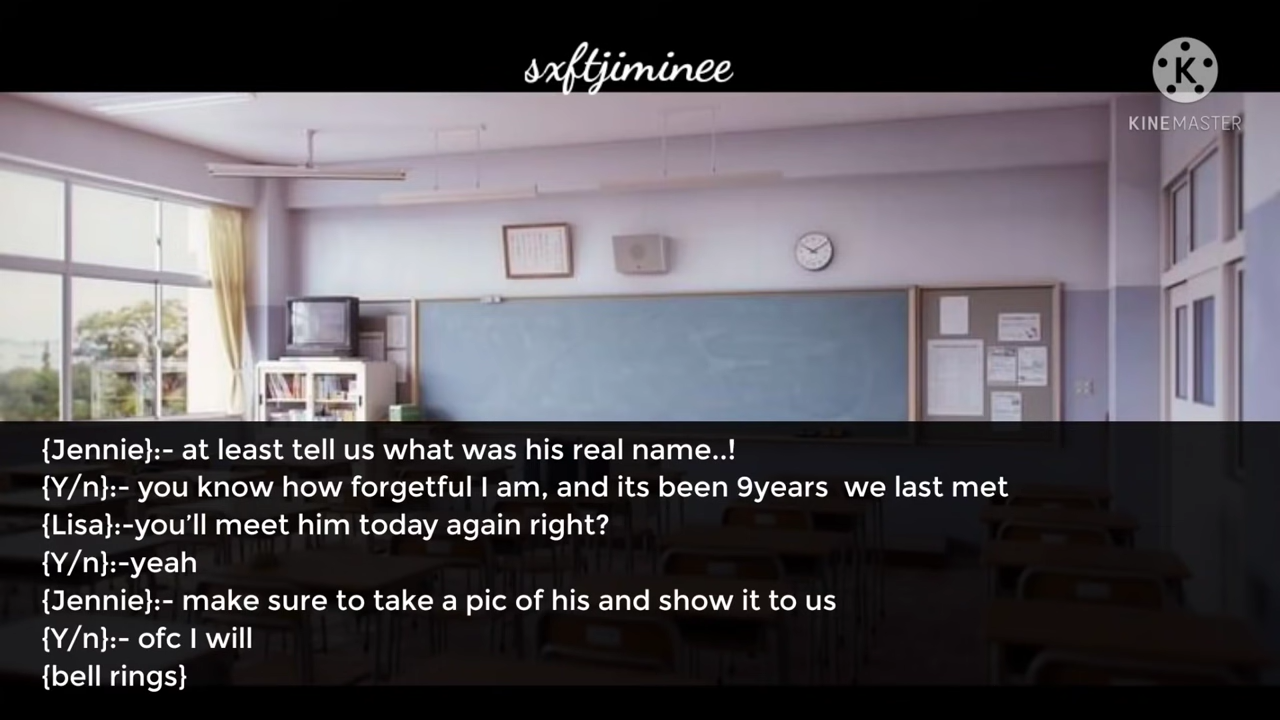 sxftjiminee
K
KINEMASTER
{Jennie}:- at least tell us what was his real name..!
{Y/n}:- you know how forgetful I am, and its been 9years  we last met
{Lisa}:-you’ll meet him today again right?
{Y/n}:-yeah
{Jennie}:- make sure to take a pic of his and show it to us
{Y/n}:- ofc I will
{bell rings}